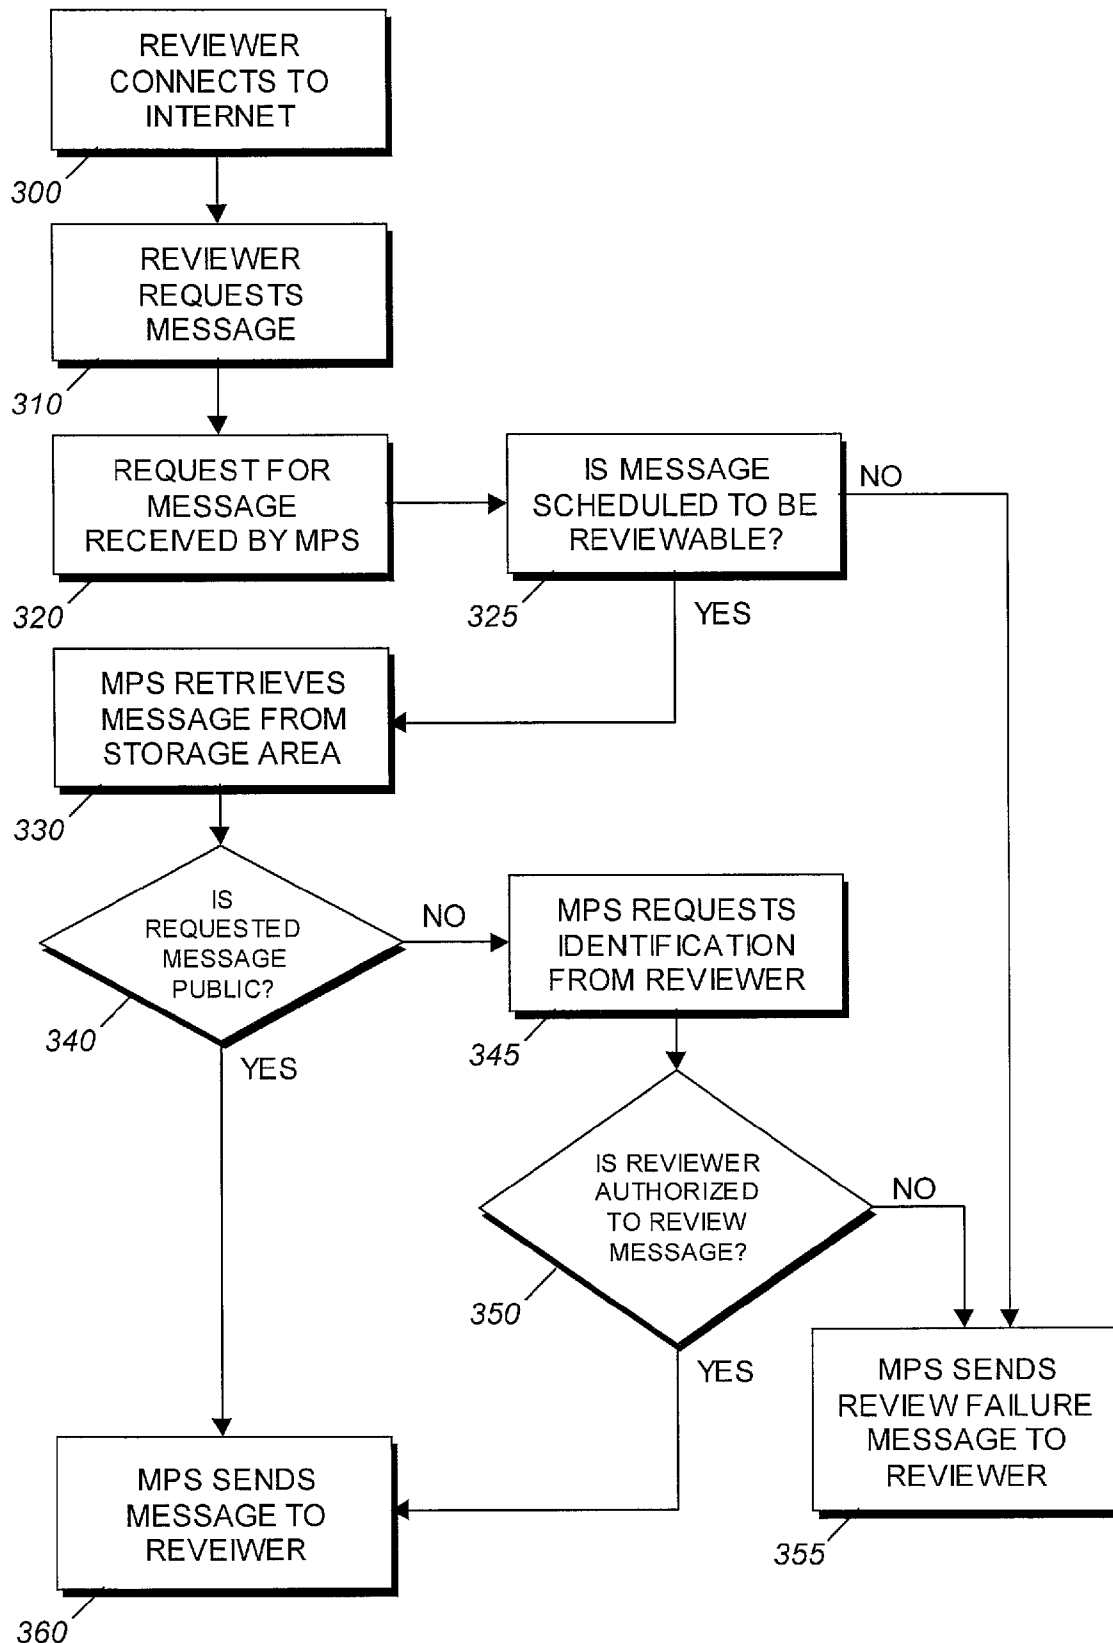 REVIEWER
CONNECTS TO
INTERNET
300
REVIEWER
REQUESTS
MESSAGE
310
REQUEST FOR
MESSAGE
RECEIVED BY MPS
320
IS MESSAGE
SCHEDULED TO BE
REVIEWABLE?
325
NO
YES
MPS RETRIEVES
MESSAGE FROM
STORAGE AREA
330
IS
REQUESTED
MESSAGE
PUBLIC?
340
NO
YES
MPS REQUESTS
IDENTIFICATION
FROM REVIEWER
345
IS REVIEWER
AUTHORIZED
TO REVIEW
MESSAGE?
350
NO
YES
MPS SENDS
REVIEW FAILURE
MESSAGE TO
REVIEWER
355
MPS SENDS
MESSAGE TO
REVEIWER
360